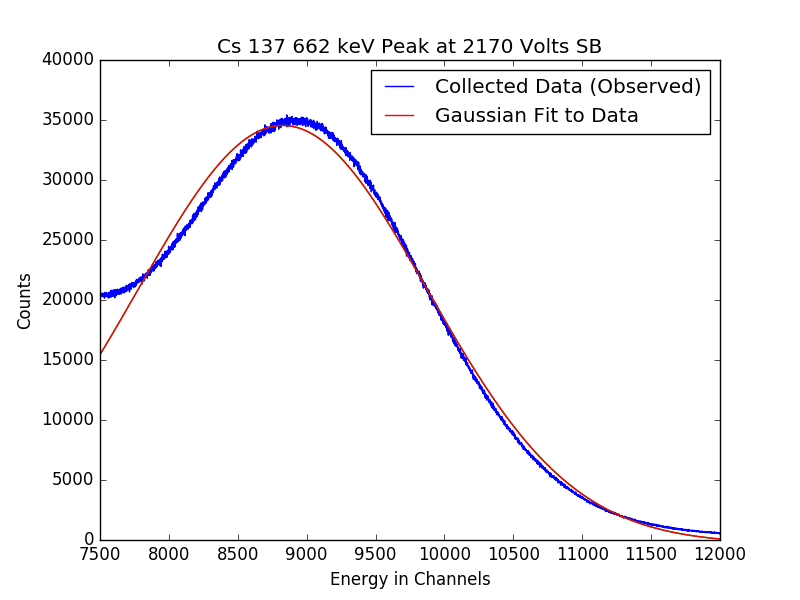 Cs 137 662 keV Peak at 2170 Volts SB
40000
35000
30000
25000
20000
15000
10000
5000
0
Counts
Collected Data (Observed)
Gaussian Fit to Data
7500 8000 8500 9000 9500 10000 10500 11000 11500 12000
Energy in Channels